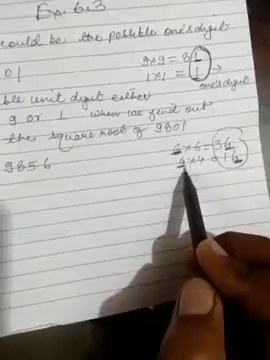 Ex. 6.3
could be the possible one's digit
01
9×9 = 81
1×1 = 1 → one's digit
ble unit digit either
9 or 1 when we find out
the square root of 9801
9856
6×6 = 36
4×4 = 16